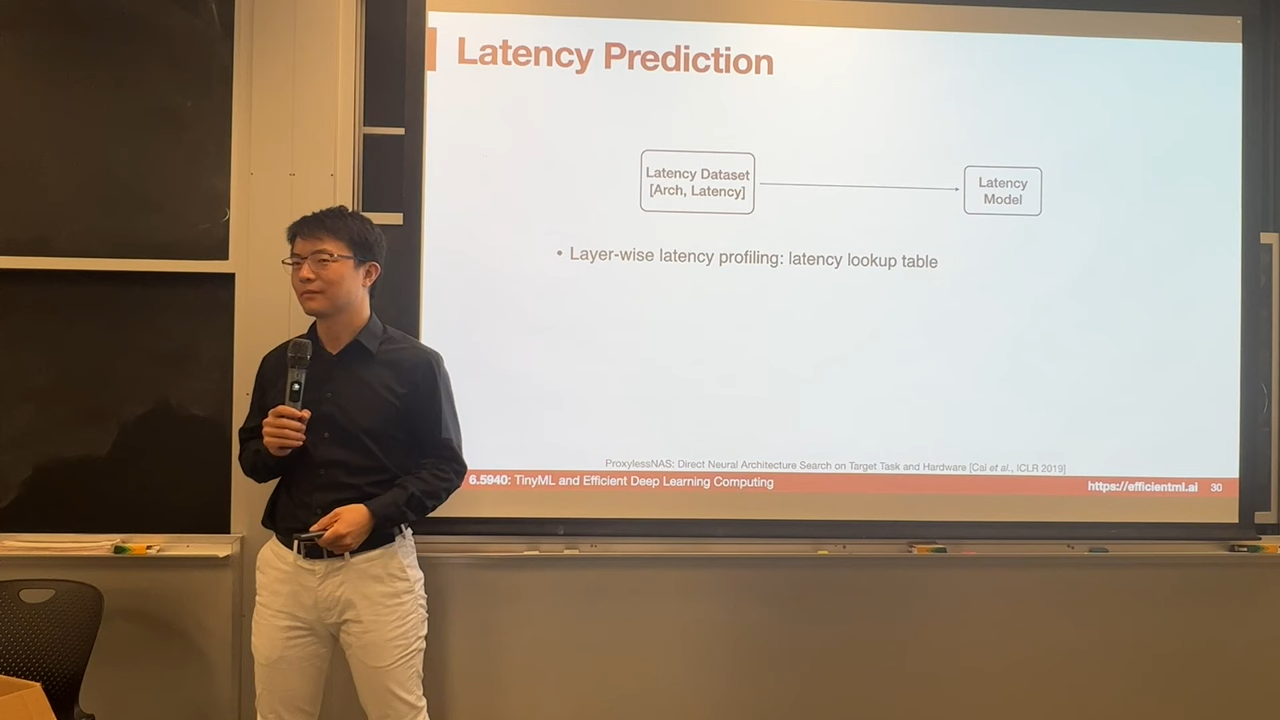 Latency Prediction
Latency Dataset
[Arch, Latency]
Latency
Model
• Layer-wise latency profiling: latency lookup table
ProxylessNAS: Direct Neural Architecture Search on Target Task and Hardware [Cai et al., ICLR 2019]
6.5940: TinyML and Efficient Deep Learning Computing
https://efficientml.ai 30